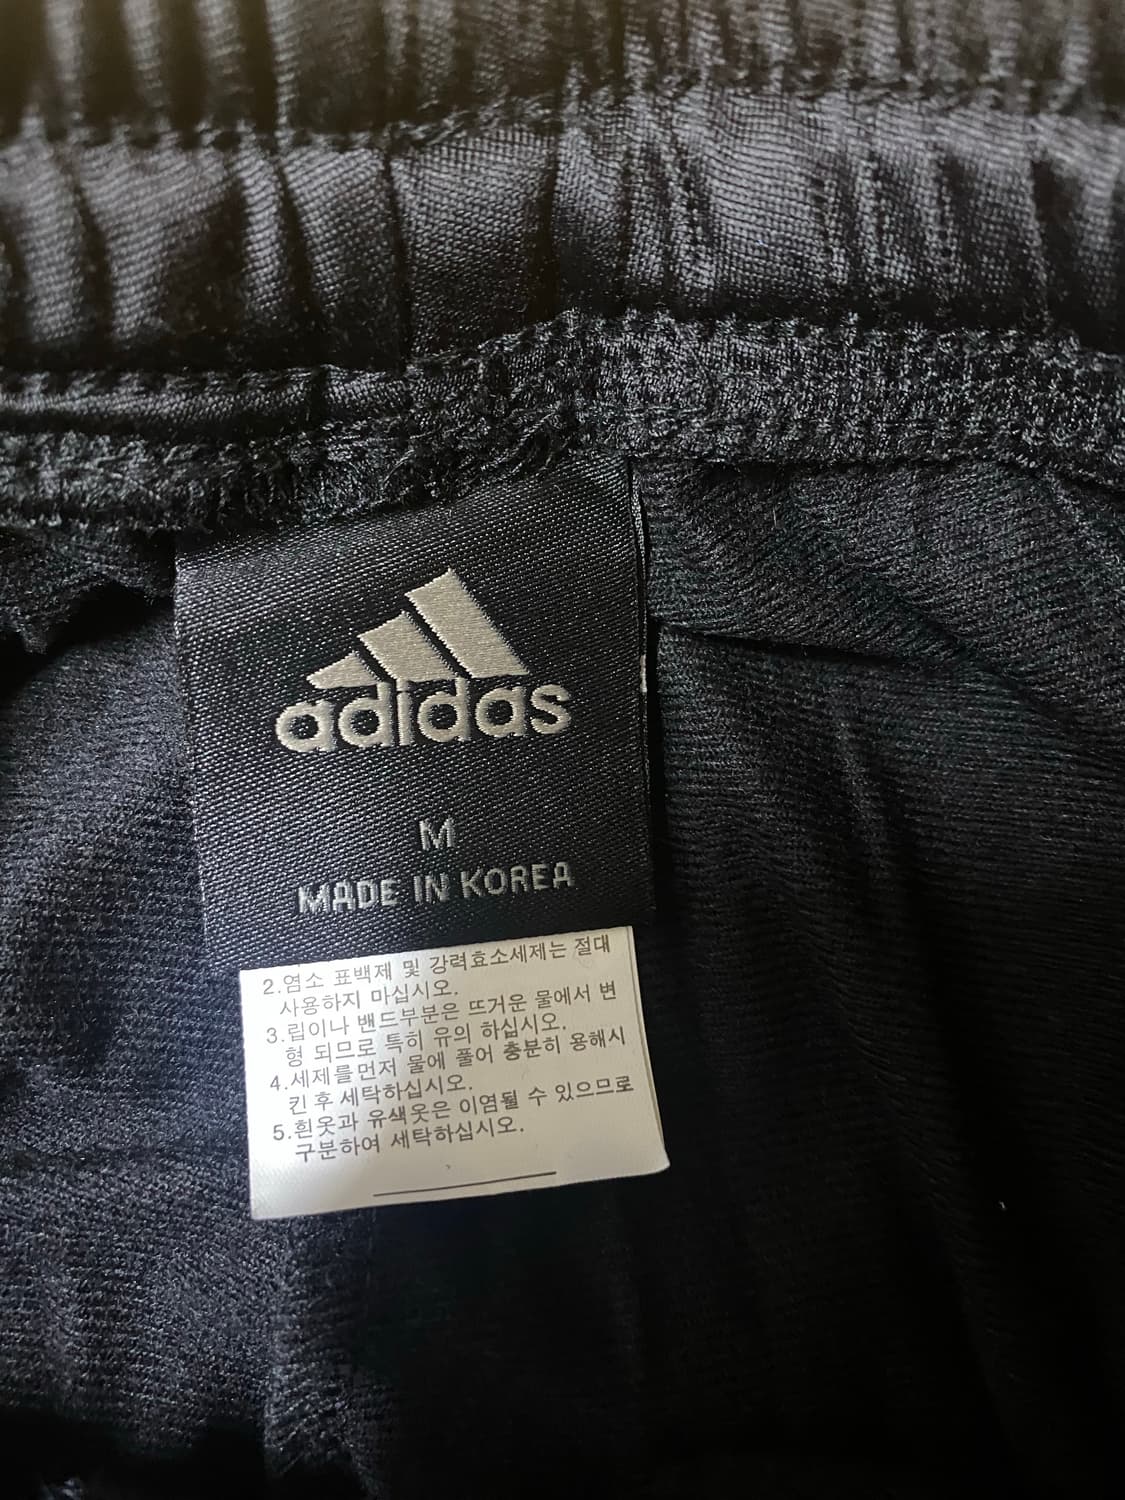 adidas
M
MADE IN KOREA
2.염소 표백제 및 강력효소세제는 절대
사용하지 마십시오.
3.립이나 밴드부분은 뜨거운 물에서 변
형 되므로 특히 유의 하십시오.
4.세제를먼저 물에 풀어 충분히 용해시
킨 후 세탁하십시오.
5.흰옷과 유색옷은 이염될 수 있으므로
구분하여 세탁하십시오.